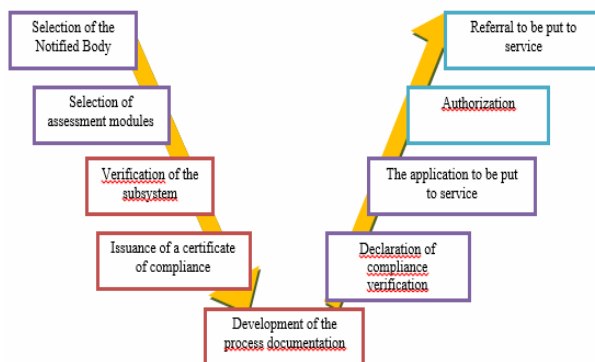 Selection of the
Notified Body
Selection of
assessment modules
Verification of the
subsystem
Issuance of a certificate
of compliance
Development of the
process documentation
Declaration of
compliance
verification
The application to be put
to service
Authorization
Referral to be put to
service